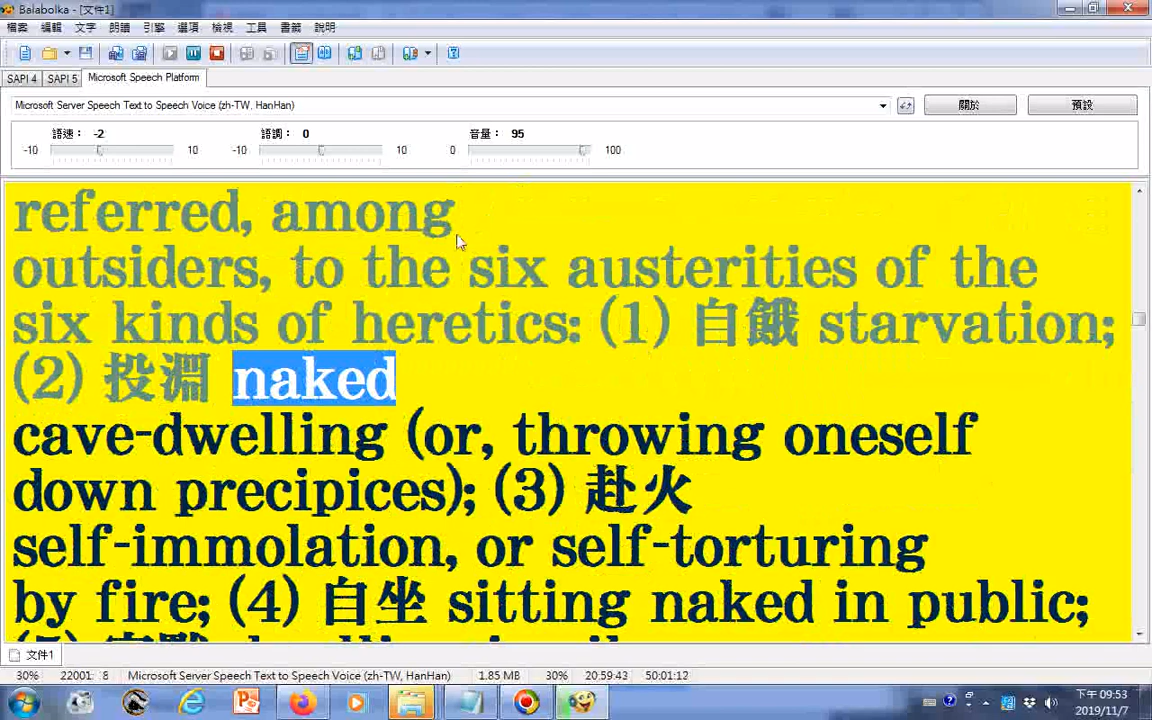 Balabolka - [文件1]
檔案 編輯 文字 朗讀 引擎 選項 檢視 工具 書籤 說明
SAPI 4 SAPI 5 Microsoft Speech Platform
Microsoft Server Speech Text to Speech Voice (zh-TW, HanHan) 關於 預設
語速： -2 語調： 0 音量： 95
-10 10 -10 10 0 100
referred, among
outsiders, to the six austerities of the
six kinds of heretics: (1) 自餓 starvation;
(2) 投淵 naked
cave-dwelling (or, throwing oneself
down precipices); (3) 赴火
self-immolation, or self-torturing
by fire; (4) 自坐 sitting naked in public;
文件1
30% 22001: 8 Microsoft Server Speech Text to Speech Voice (zh-TW, HanHan) 1.85 MB 30% 20:59:43 50:01:12
下午 09:53
2019/11/7